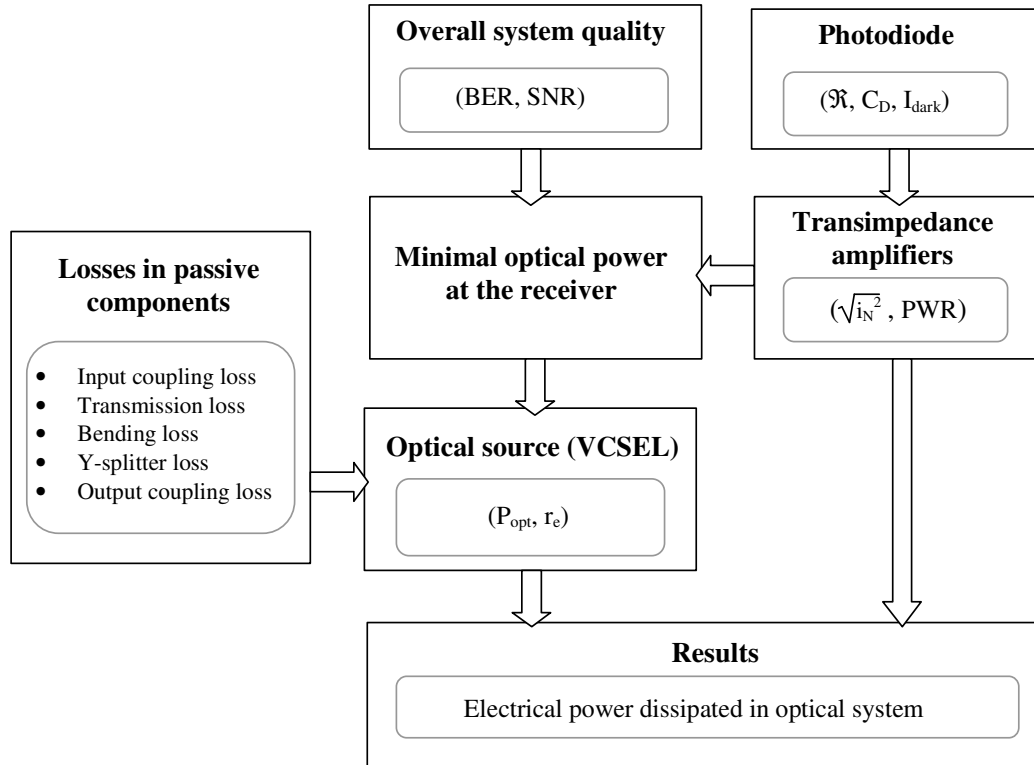 Overall system quality
(BER, SNR)
Photodiode
(ℜ, C_D, I_dark)
Losses in passive
components
• Input coupling loss
• Transmission loss
• Bending loss
• Y-splitter loss
• Output coupling loss
Minimal optical power
at the receiver
Transimpedance
amplifiers
(√i_N², PWR)
Optical source (VCSEL)
(P_opt, r_e)
Results
Electrical power dissipated in optical system